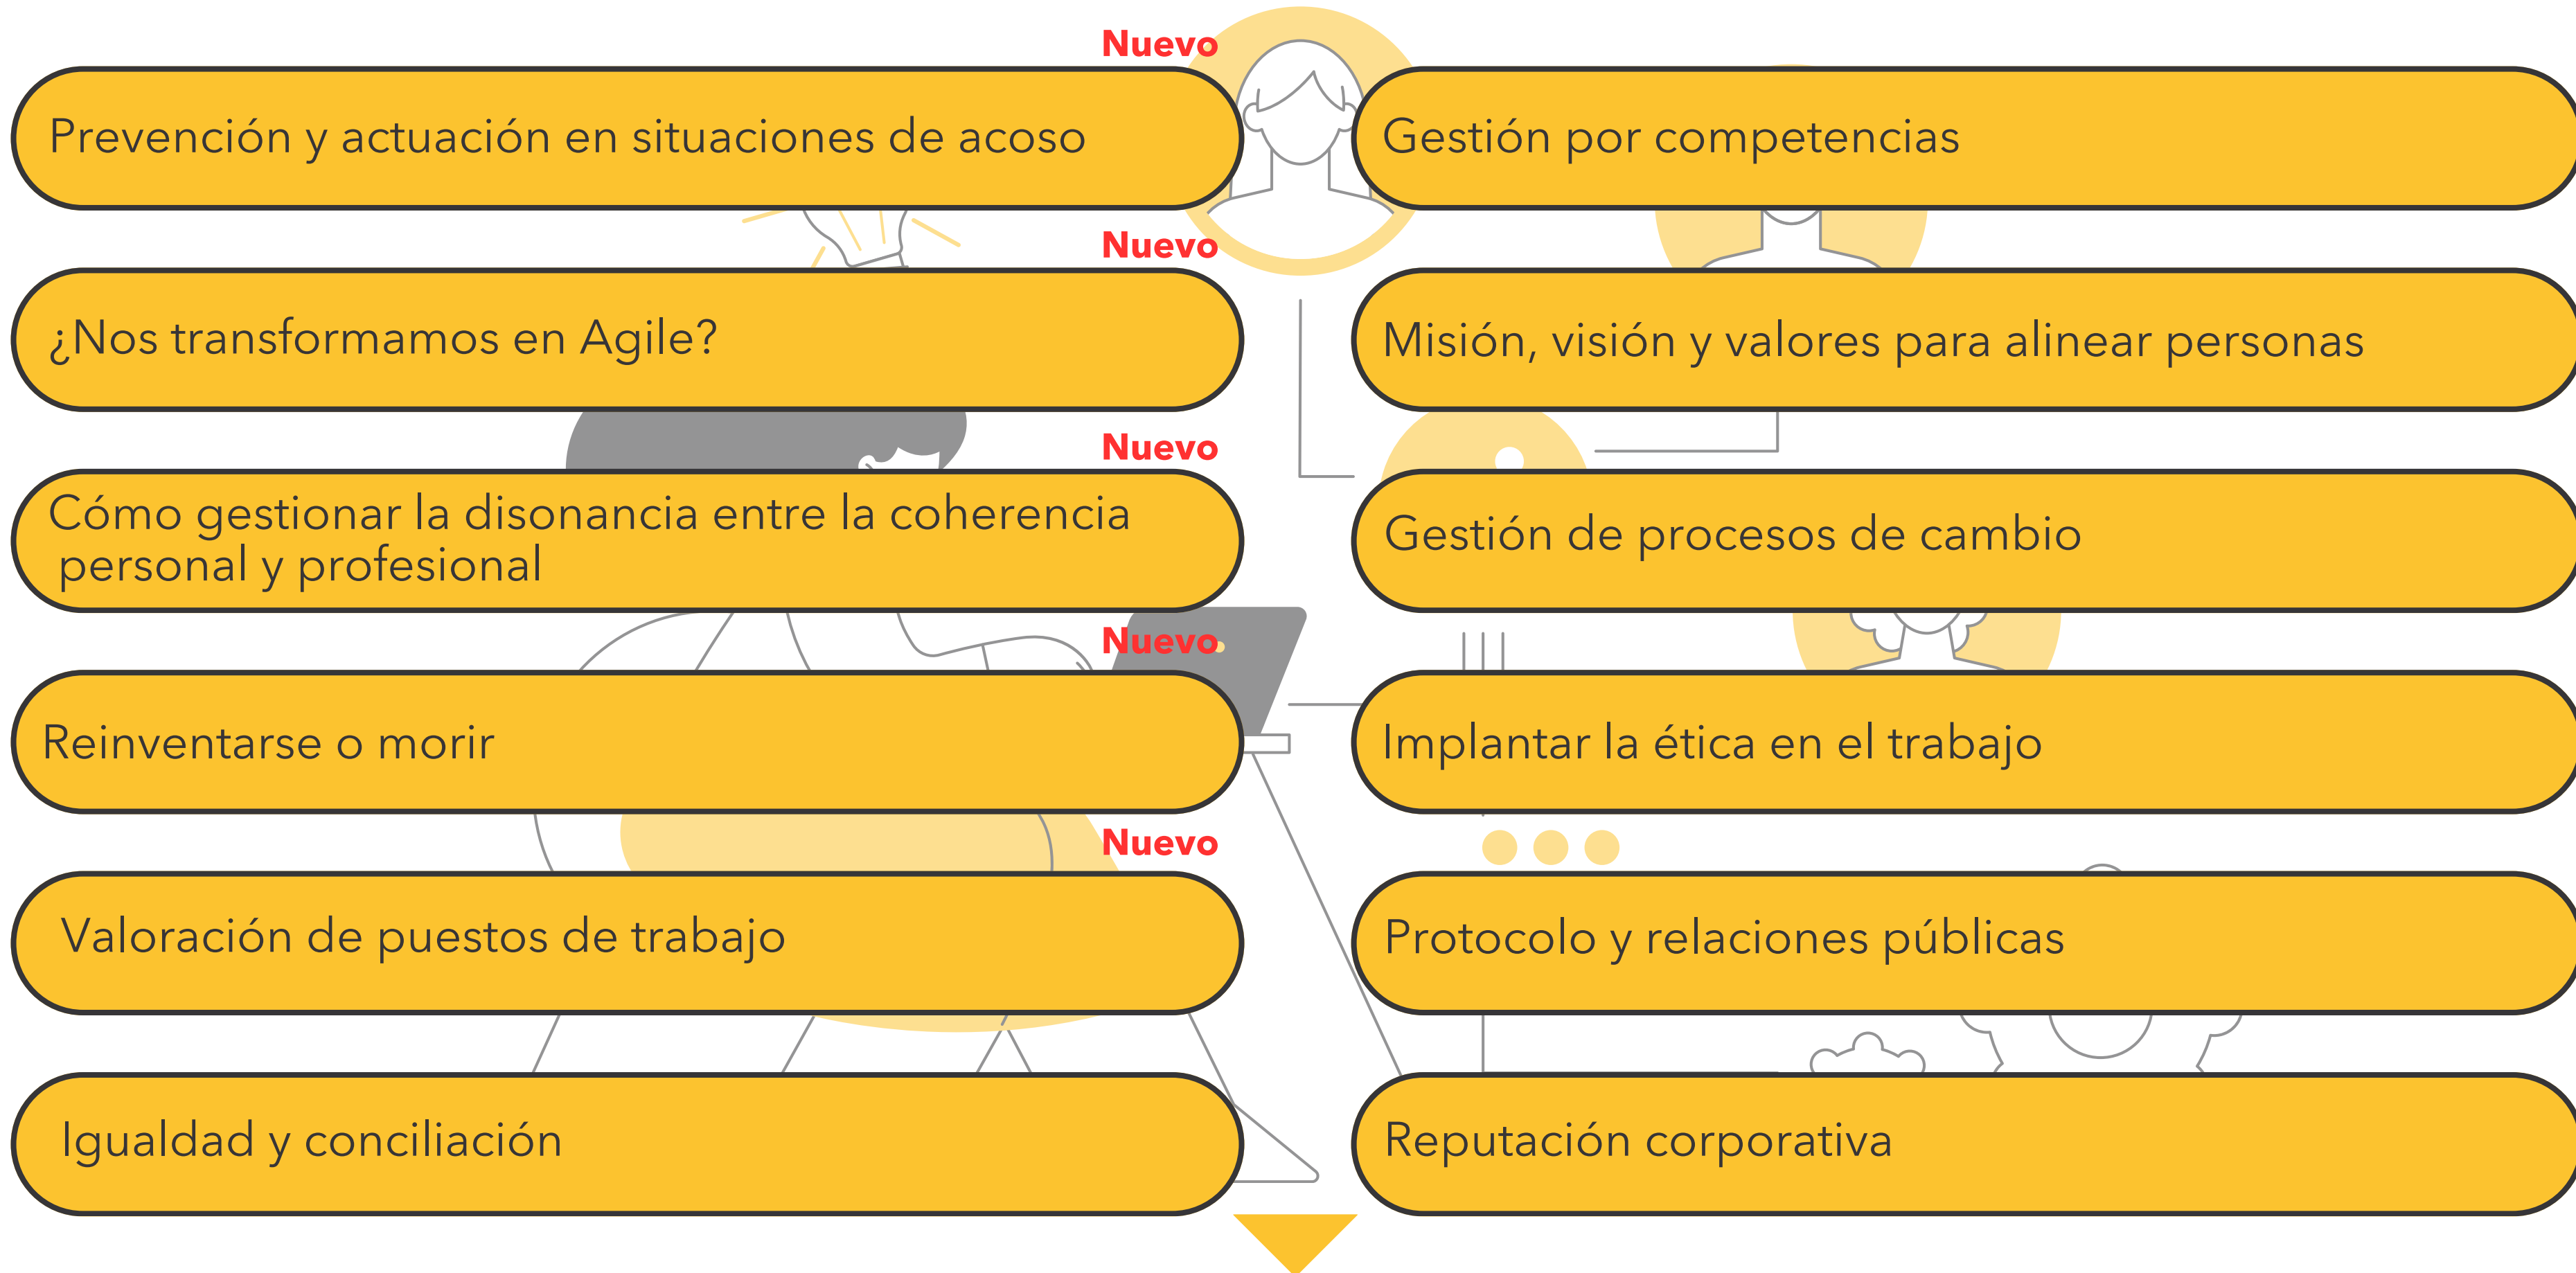 Nuevo
Prevención y actuación en situaciones de acoso
Gestión por competencias
Nuevo
¿Nos transformamos en Agile?
Misión, visión y valores para alinear personas
Nuevo
Cómo gestionar la disonancia entre la coherencia
personal y profesional
Gestión de procesos de cambio
Nuevo
Reinventarse o morir
Implantar la ética en el trabajo
Nuevo
Valoración de puestos de trabajo
Protocolo y relaciones públicas
Igualdad y conciliación
Reputación corporativa